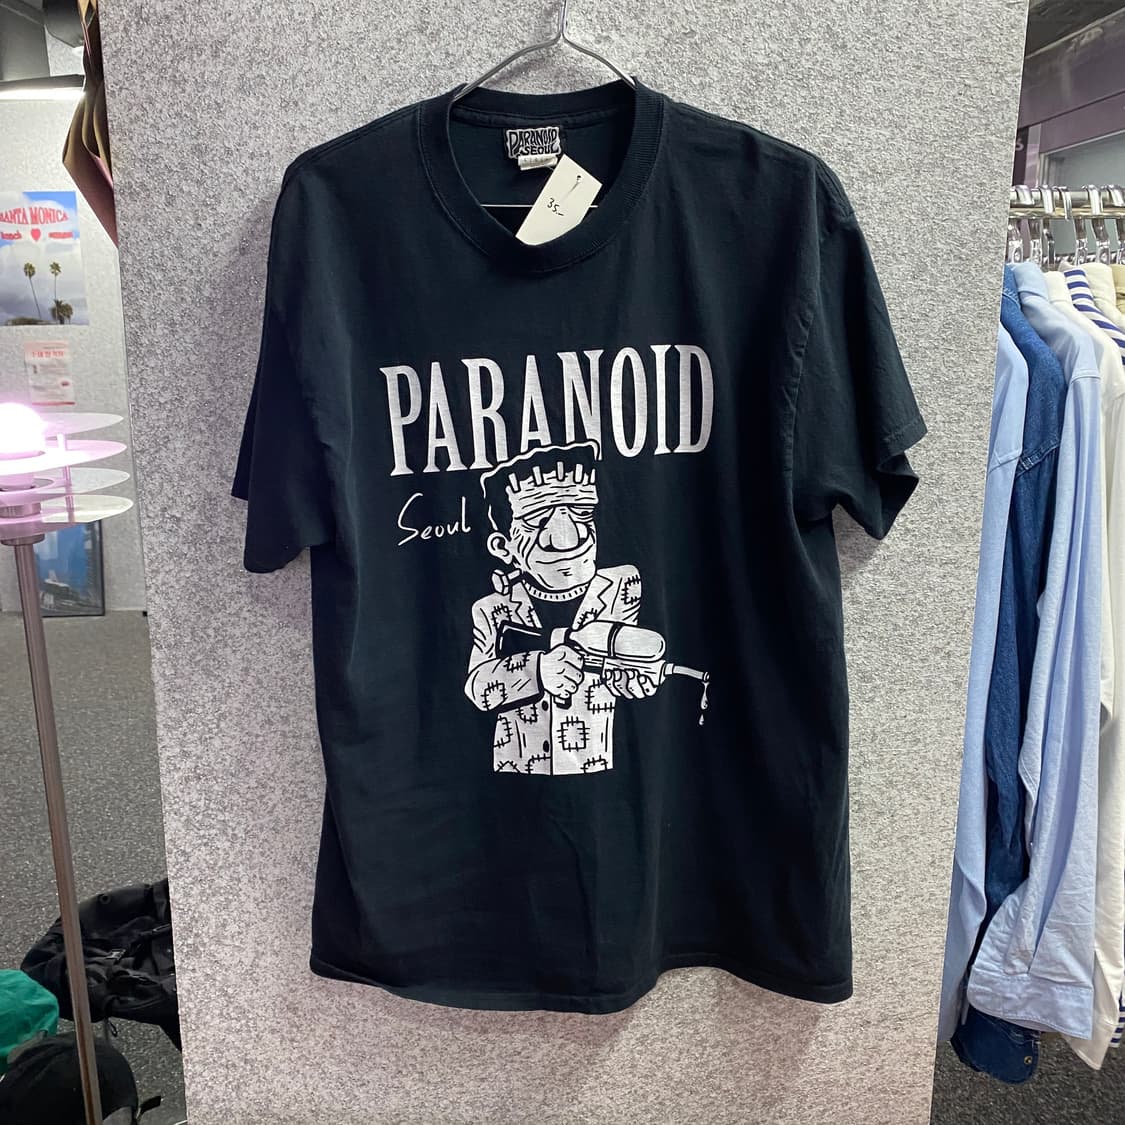 PARANOID
SEOUL
35.-
PARANOID
Seoul
SANTA MONICA